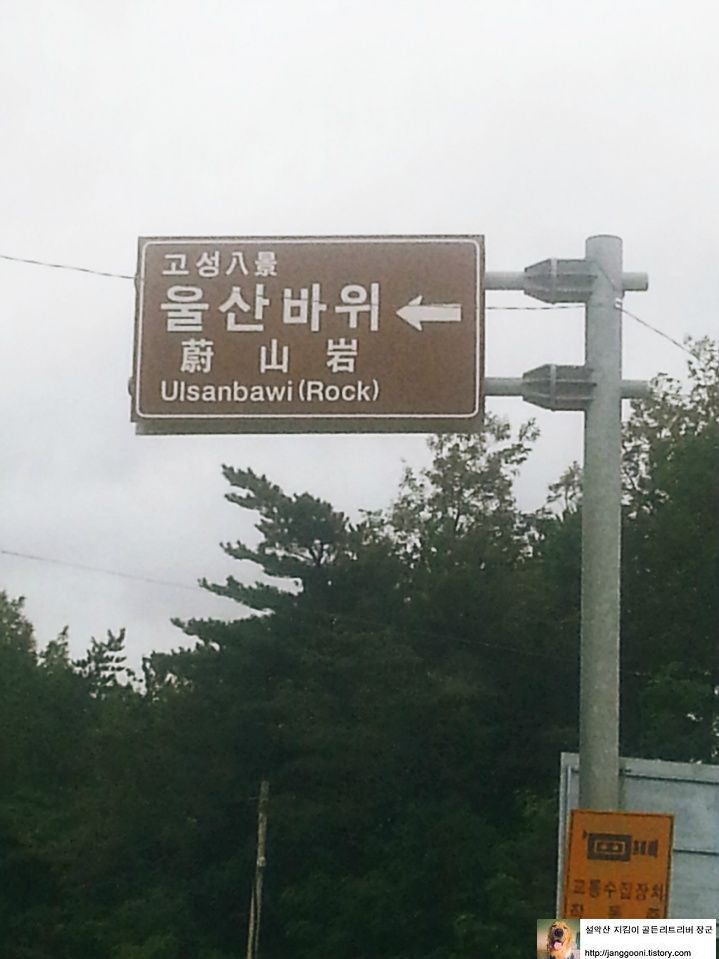 고성八景
울산바위
蔚山岩
Ulsanbawi(Rock)
교통수집장치
설악산 지킴이 골든리트리버 장군
http://janggooni.tistory.com